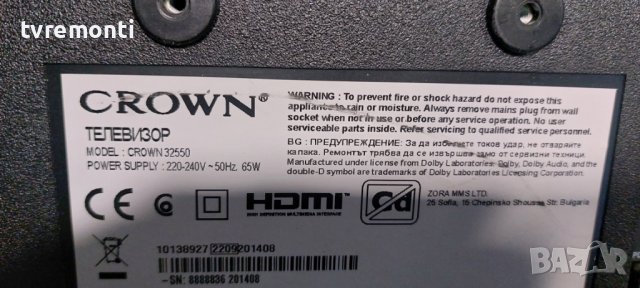 tvremonti
CROWN®
ТЕЛЕВИЗОР
MODEL : CROWN 32550
POWER SUPPLY : 220-240V ~ 50Hz, 65W
WARNING : To prevent fire or shock hazard do not expose this
appliance to rain or moisture. Always remove mains plug from wall
socket when not in use or before any service operation. No user
serviceable parts inside. Refer servicing to qualified service personnel.
BG : ПРЕДУПРЕЖДЕНИЕ: За да избегнете токов удар, не отваряйте
капака. Ремонтът трябва да се извършва само от сервизни техници.
Manufactured under license from Dolby Laboratories. Dolby, Dolby Audio, and the
double-D symbol are trademarks of Dolby Laboratories Licensing Corporation.
CE
HDMI™
HIGH DEFINITION MULTIMEDIA INTERFACE
Cd
ZORA MMS LTD.
25 Sofia, 16 Chepinsko Shousse Str. Bulgaria
10138927 2209201408
-SN: 8888836 201408
BAZAR